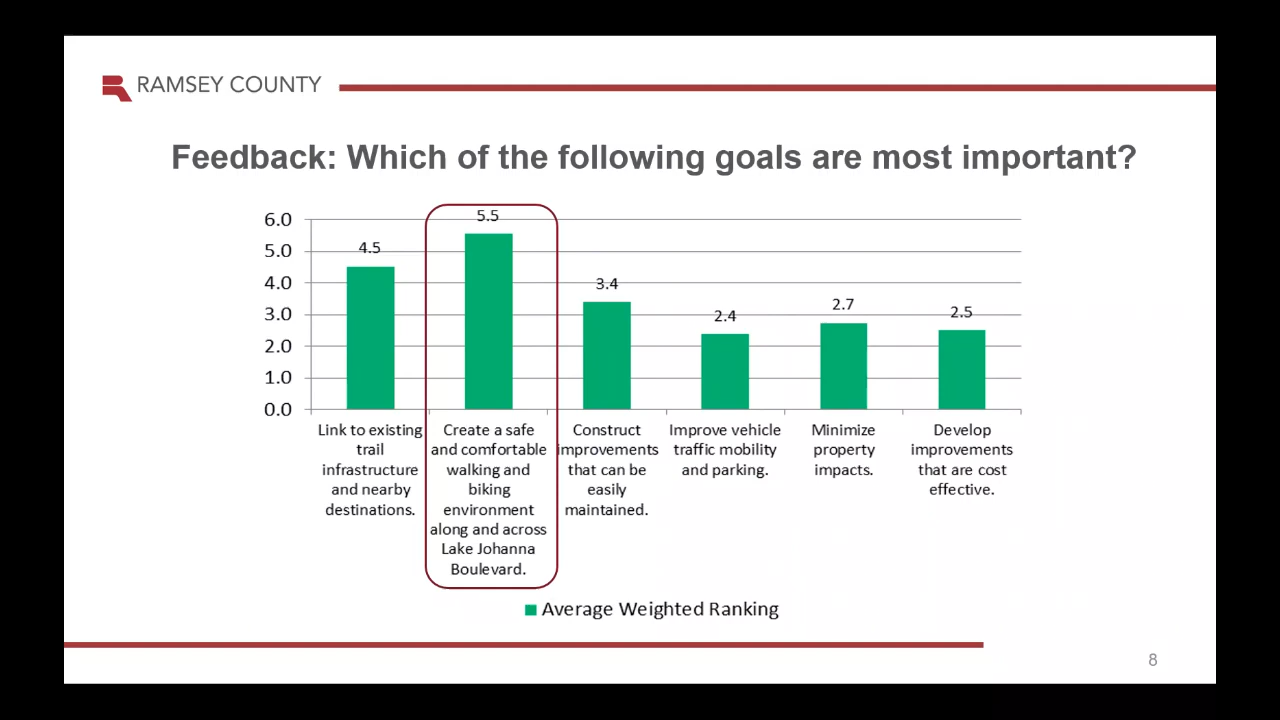 RAMSEY COUNTY
Feedback: Which of the following goals are most important?
6.0
5.0
4.0
3.0
2.0
1.0
0.0
4.5
5.5
3.4
2.4
2.7
2.5
Link to existing
trail
infrastructure
and nearby
destinations.
Create a safe
and comfortable
walking and
biking
environment
along and across
Lake Johanna
Boulevard.
Construct
improvements
that can be
easily
maintained.
Improve vehicle
traffic mobility
and parking.
Minimize
property
impacts.
Develop
improvements
that are cost
effective.
Average Weighted Ranking
8